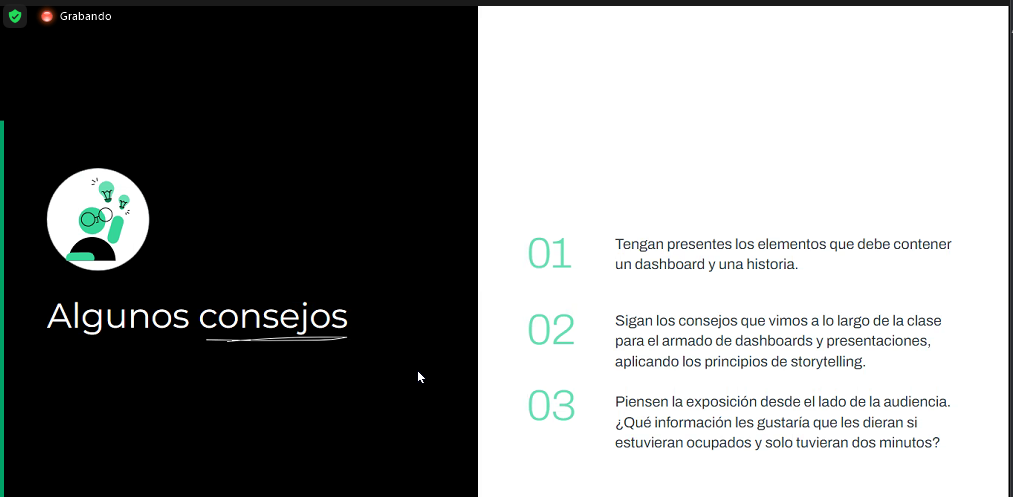 Grabando
Algunos consejos
01
Tengan presentes los elementos que debe contener
un dashboard y una historia.
02
Sigan los consejos que vimos a lo largo de la clase
para el armado de dashboards y presentaciones,
aplicando los principios de storytelling.
03
Piensen la exposición desde el lado de la audiencia.
¿Qué información les gustaría que les dieran si
estuvieran ocupados y solo tuvieran dos minutos?